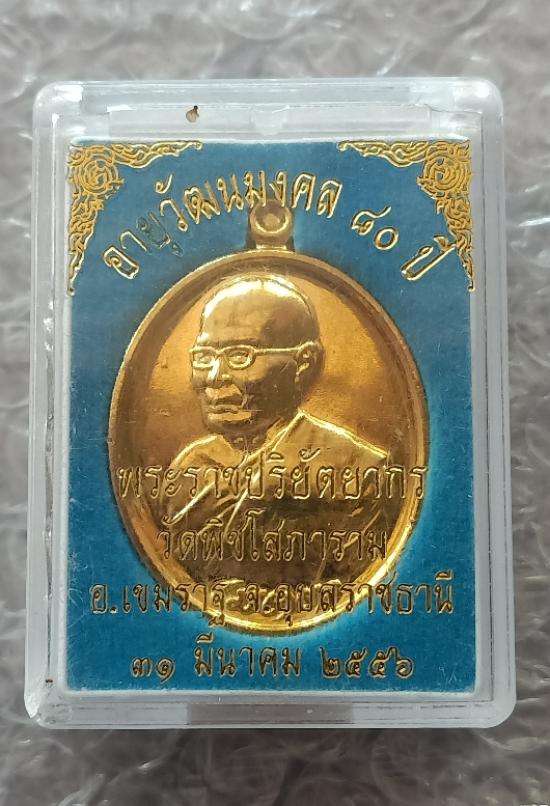 อายุวัฒนมงคล ๘๐ ปี
พระราชปริยัตยากร
วัดพิชโสภาราม
อ.เขมราฐ จ.อุบลราชธานี
๓๑ มีนาคม ๒๕๕๖